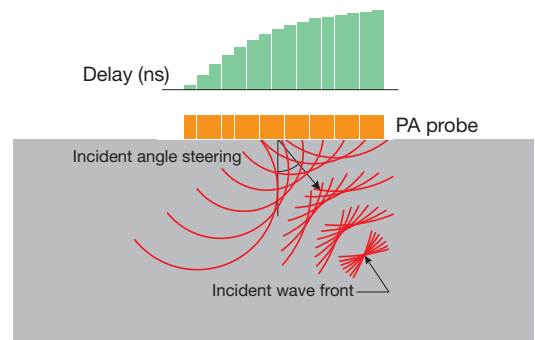 Delay (ns)
PA probe
Incident angle steering
Incident wave front